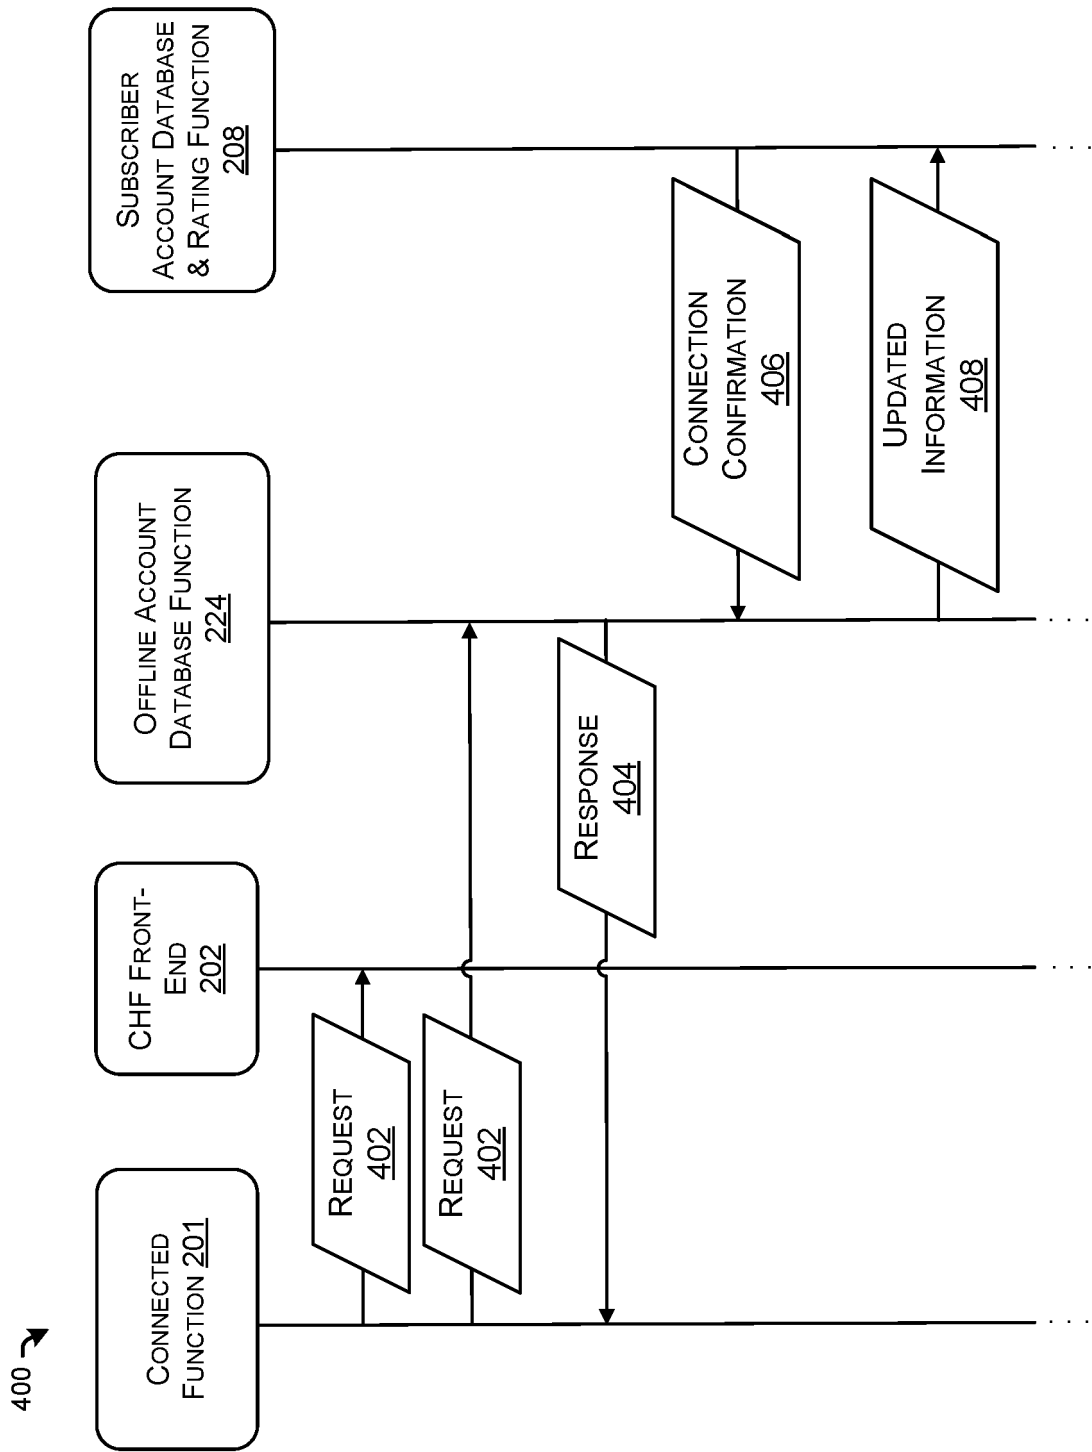 400
CONNECTED
FUNCTION 201
CHF FRONT-
END
202
OFFLINE ACCOUNT
DATABASE FUNCTION
224
SUBSCRIBER
ACCOUNT DATABASE
& RATING FUNCTION
208
REQUEST
402
REQUEST
402
RESPONSE
404
CONNECTION
CONFIRMATION
406
UPDATED
INFORMATION
408
. . .
. . .
. . .
. . .